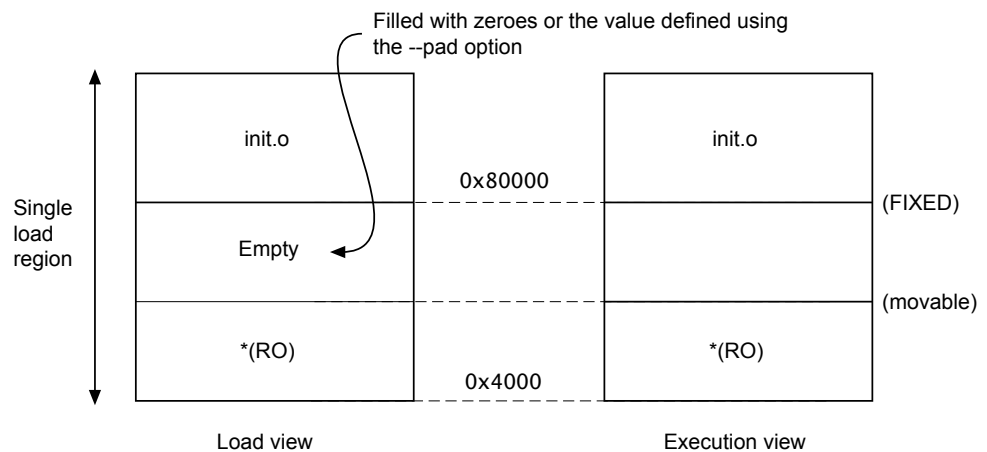 Filled with zeroes or the value defined using
the --pad option
init.o
init.o
0x80000
(FIXED)
Single
load
region
Empty
(movable)
*(RO)
*(RO)
0x4000
Load view
Execution view